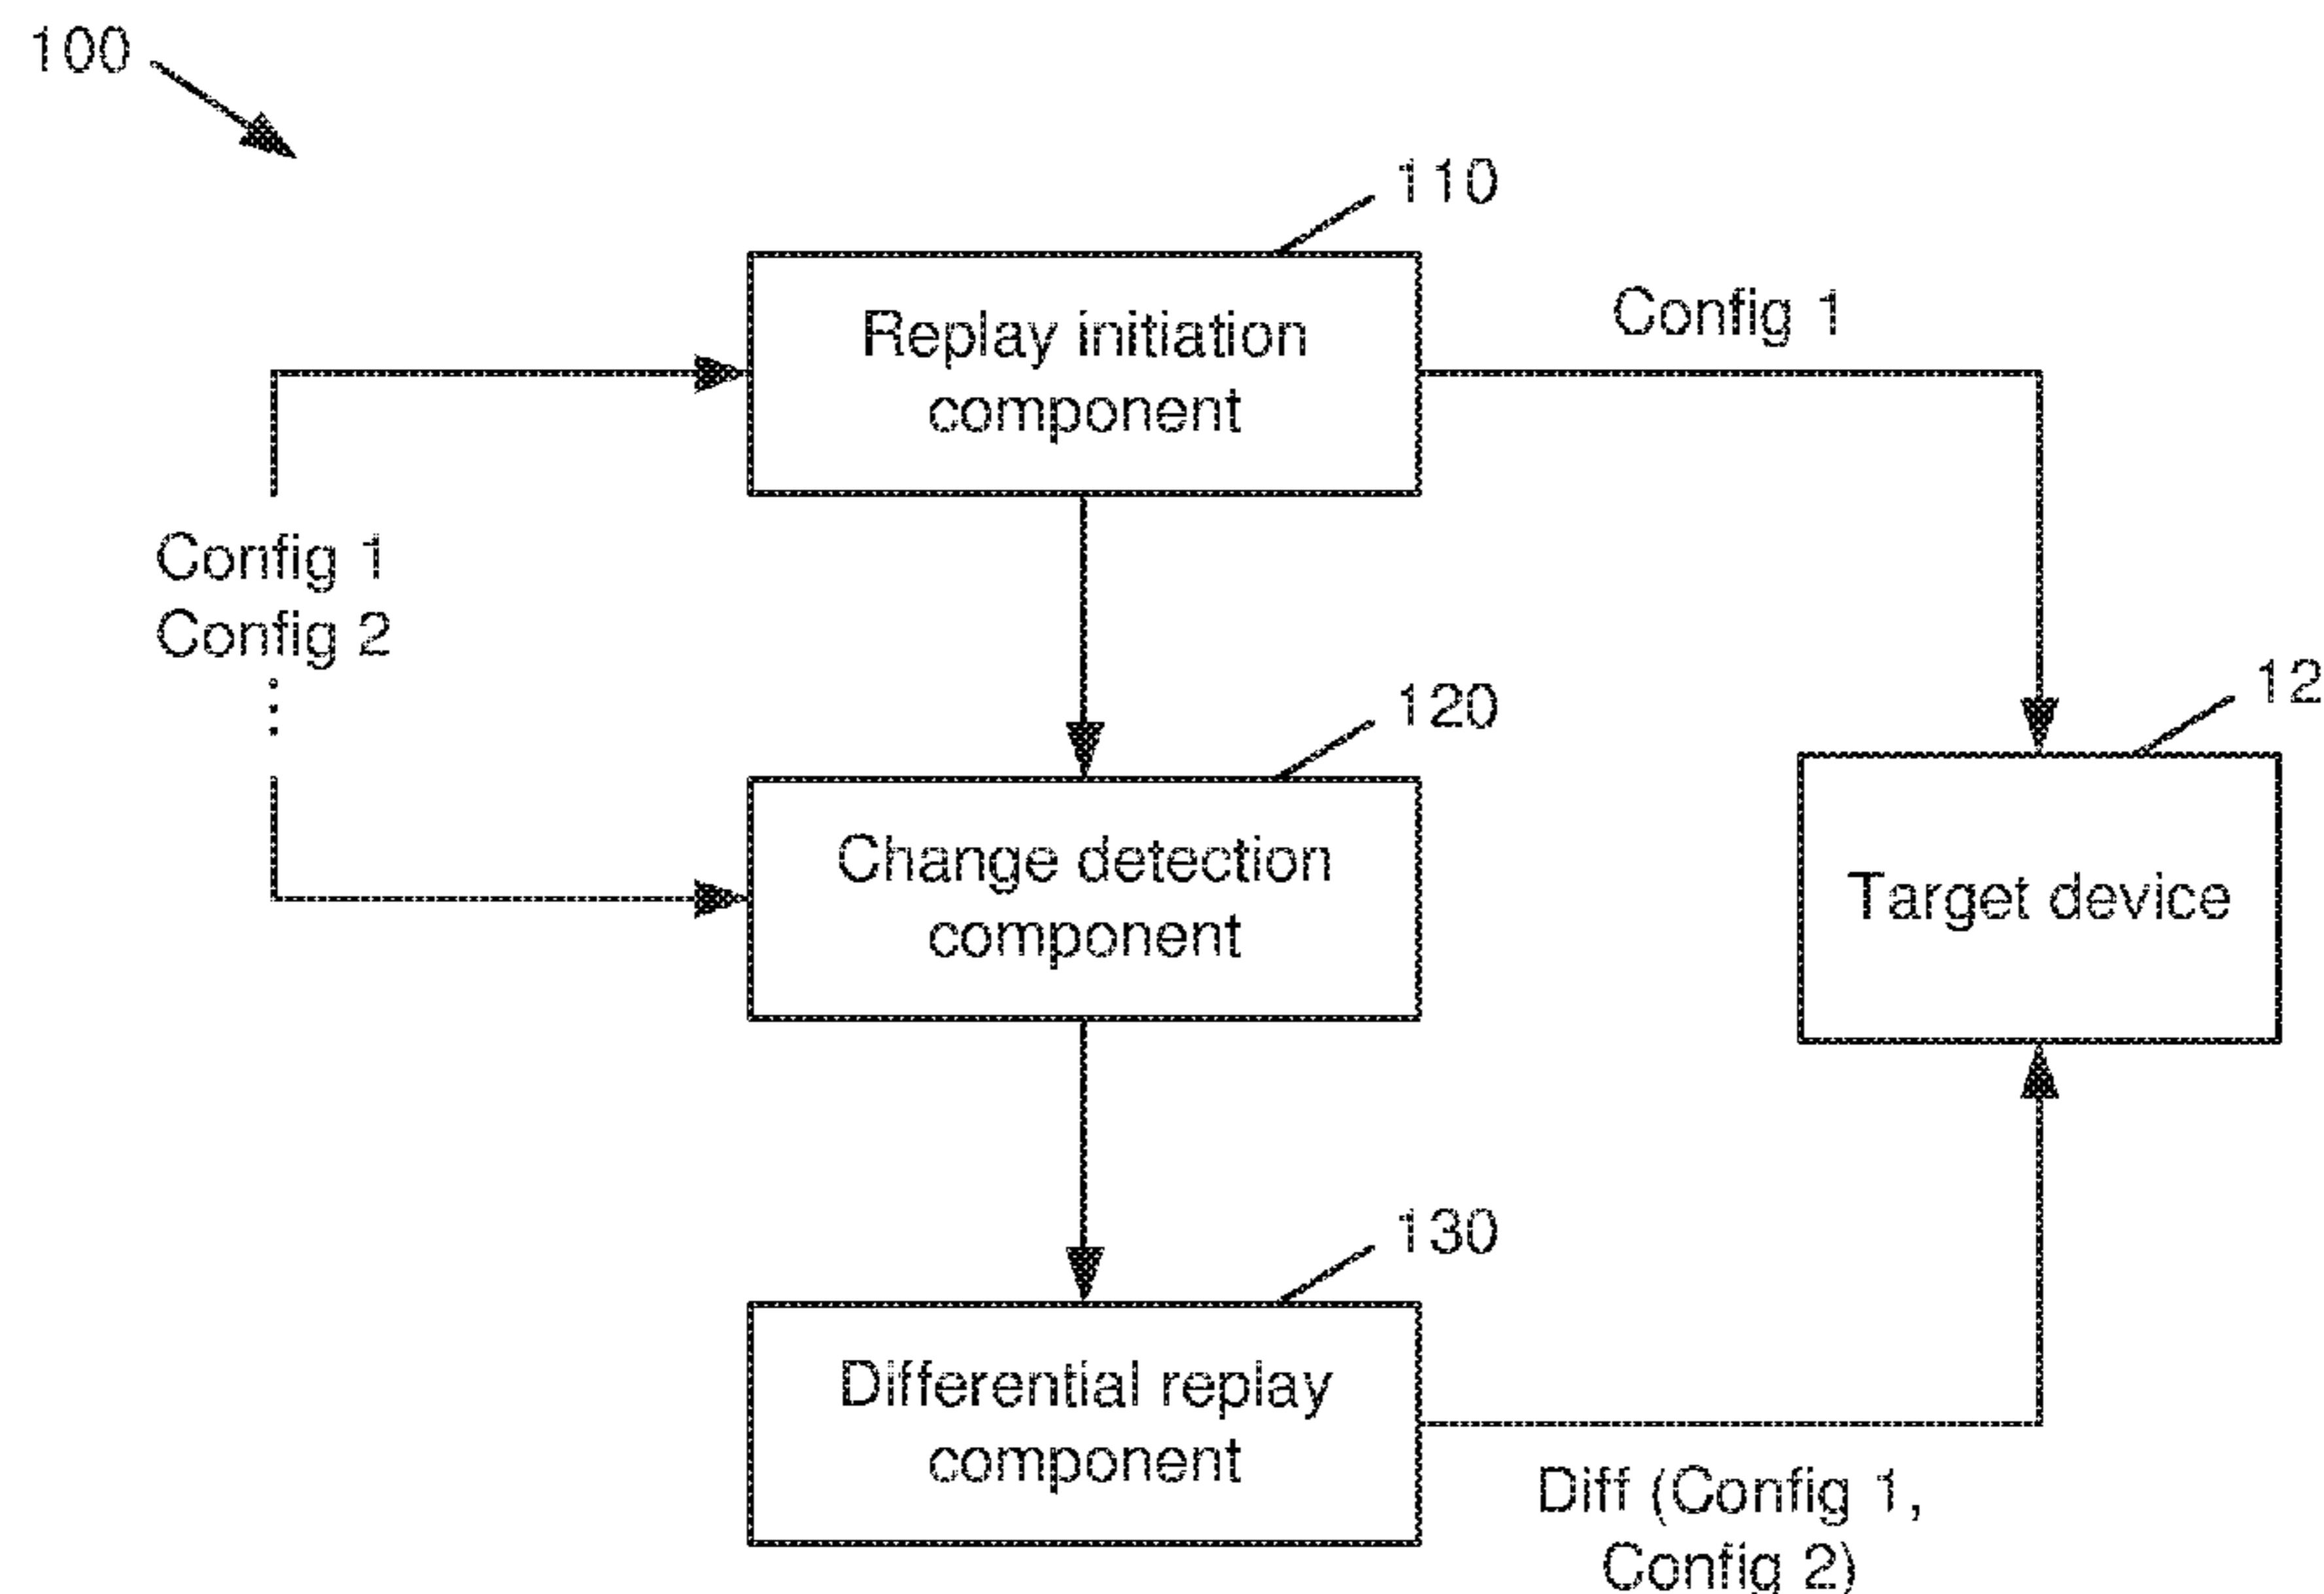 100
110
Replay initiation
component
Config 1
Config 1
Config 2
120
12
Change detection
component
Target device
130
Differential replay
component
Diff (Config 1,
Config 2)